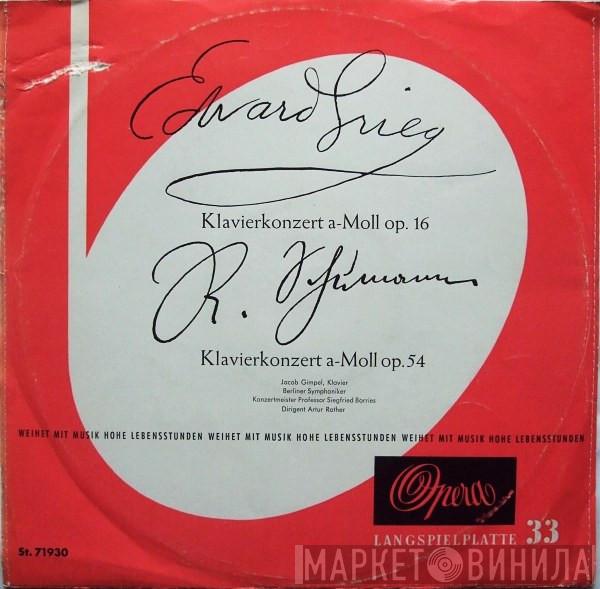 Edvard Grieg
Klavierkonzert a-Moll op. 16
R. Schumann
Klavierkonzert a-Moll op. 54
Jacob Gimpel, Klavier
Berliner Symphoniker
Konzertmeister Professor Siegfried Borries
Dirigent Artur Rother
WEIHET MIT MUSIK HOHE LEBENSSTUNDEN WEIHET MIT MUSIK HOHE LEBENSSTUNDEN WEIHET MIT MUSIK HOHE LEBENSSTUNDEN
Opera
LANGSPIELPLATTE 33
St. 71930
МАРКЕТ ВИНИЛА